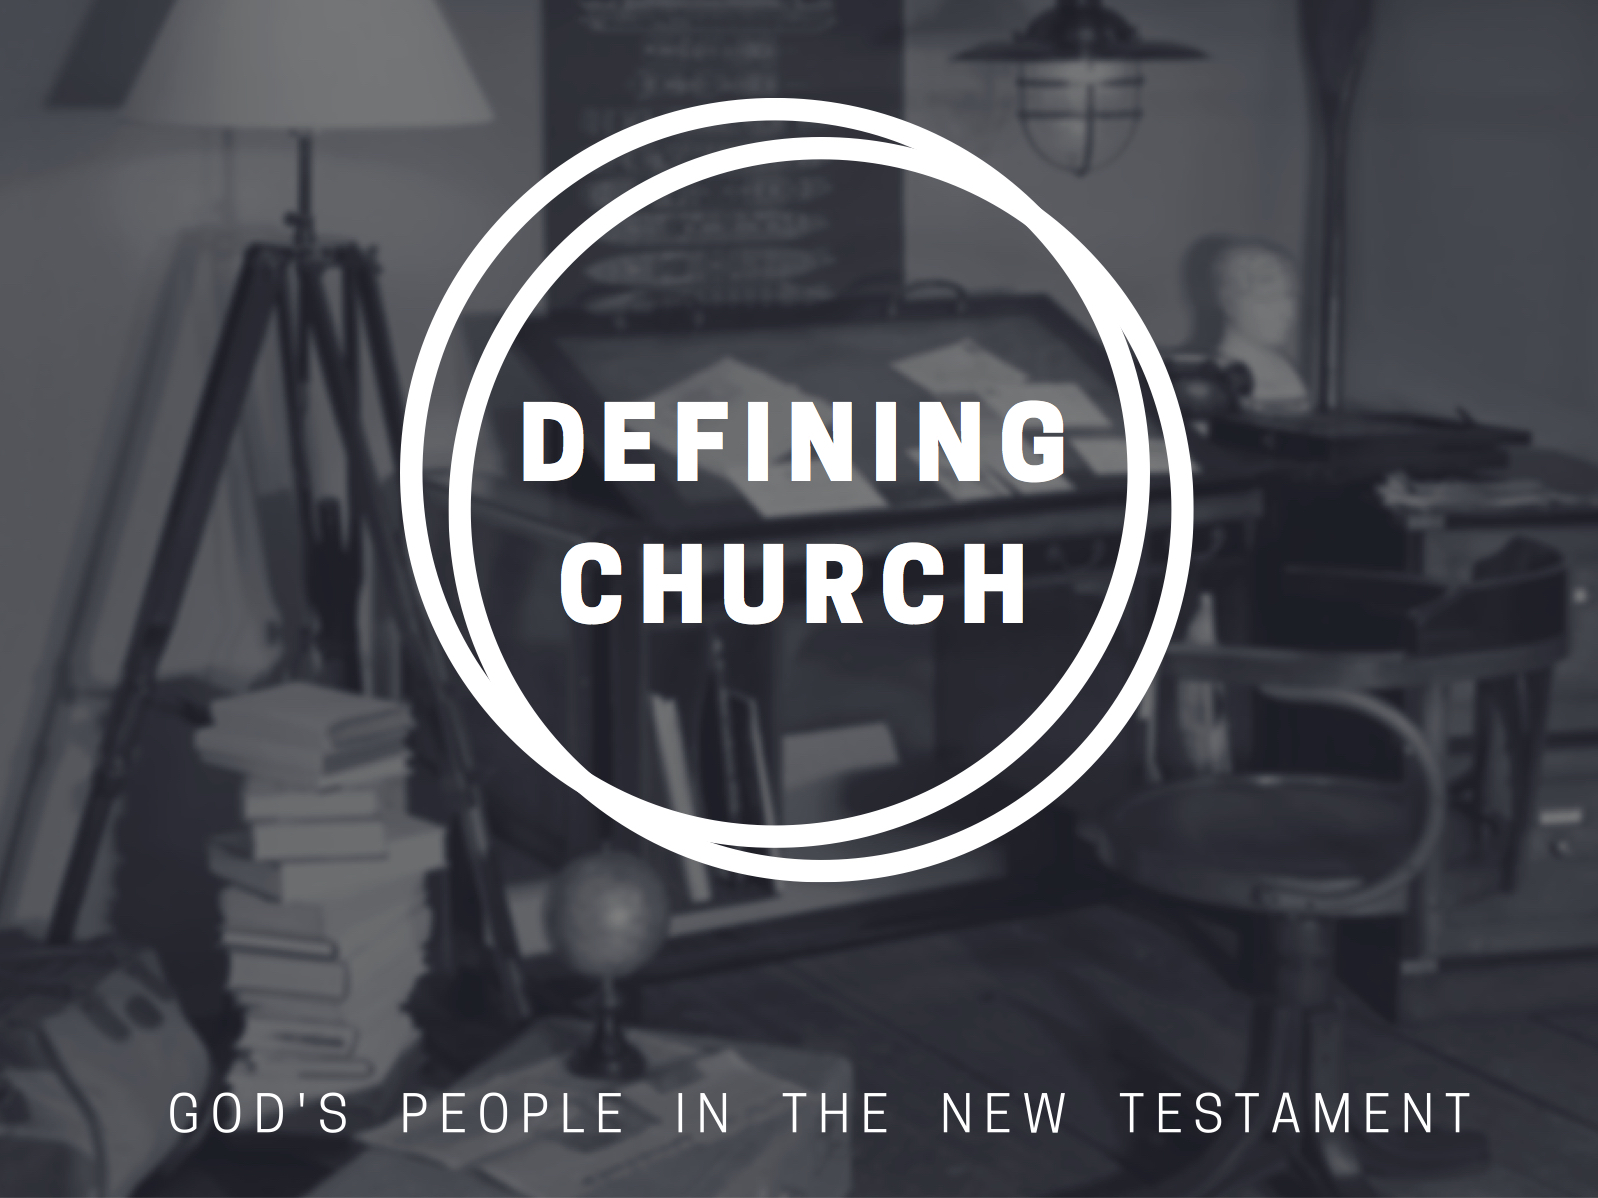 DEFINING
CHURCH
GOD'S PEOPLE IN THE NEW TESTAMENT